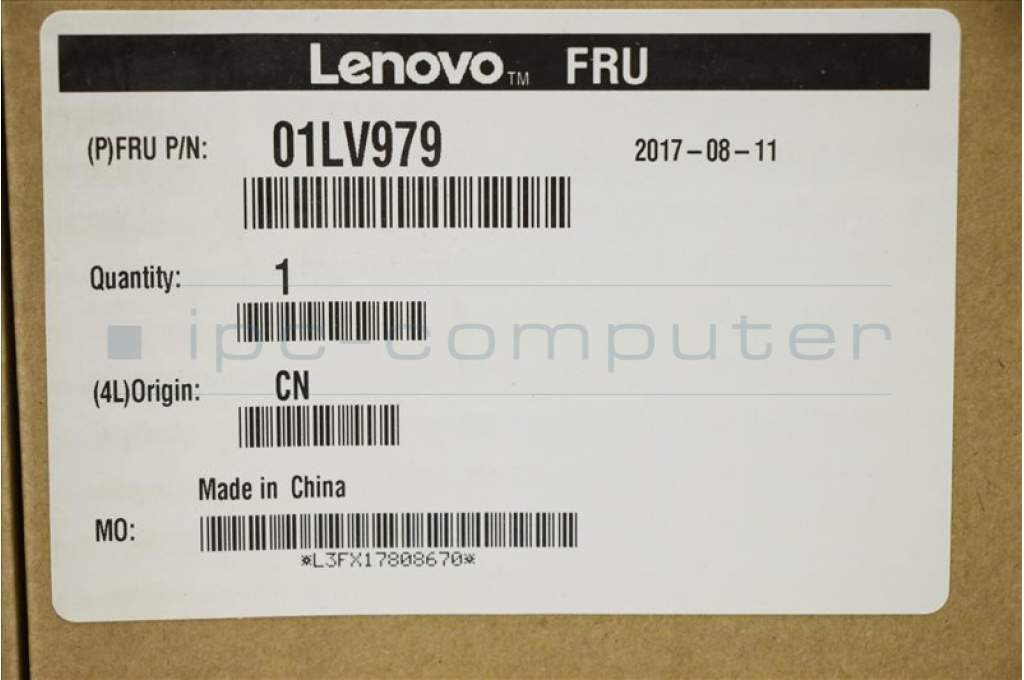 Lenovo™ FRU
(P)FRU P/N: 01LV979 2017-08-11
Quantity: 1
ipc-computer
(4L)Origin: CN
Made in China
MO:
*L3FX17808670*